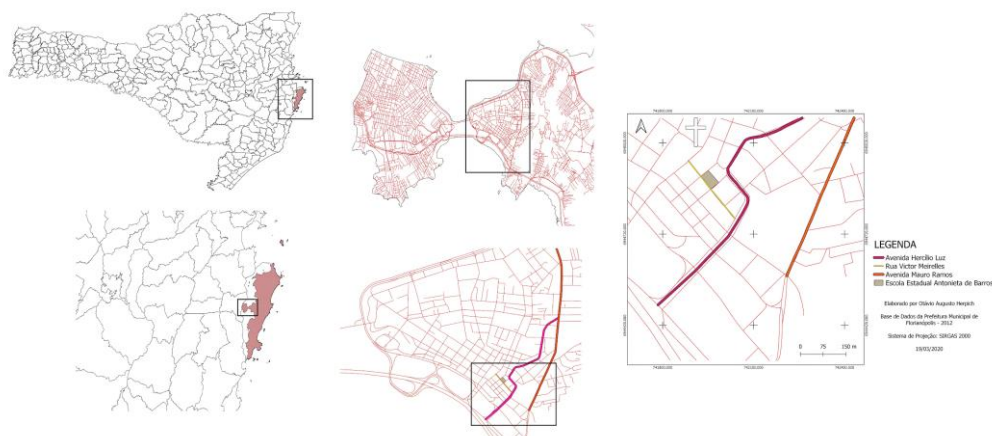 LEGENDA
Avenida Hercílio Luz
Rua Victor Meirelles
Avenida Mauro Ramos
Escola Estadual Antonieta de Barros
Elaborado por Otávio Augusto Herpich
Base de Dados da Prefeitura Municipal de
Florianópolis - 2012
Sistema de Projeção: SIRGAS 2000
19/03/2020
0 75 150 m